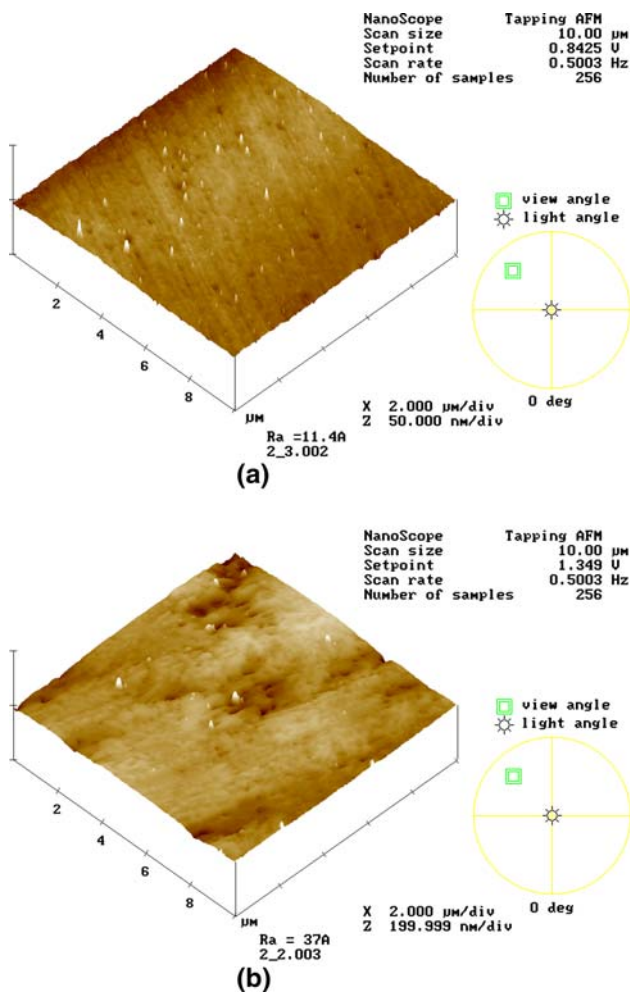 NanoScope Tapping AFM
Scan size 10.00 µm
Setpoint 0.8425 V
Scan rate 0.5003 Hz
Number of samples 256
view angle
light angle
0 deg
2
4
6
8
µm
X 2.000 µm/div
Z 50.000 nm/div
Ra =11.4A
2_3.002
(a)
NanoScope Tapping AFM
Scan size 10.00 µm
Setpoint 1.349 V
Scan rate 0.5003 Hz
Number of samples 256
view angle
light angle
0 deg
2
4
6
8
µm
X 2.000 µm/div
Z 199.999 nm/div
Ra = 37A
2_2.003
(b)